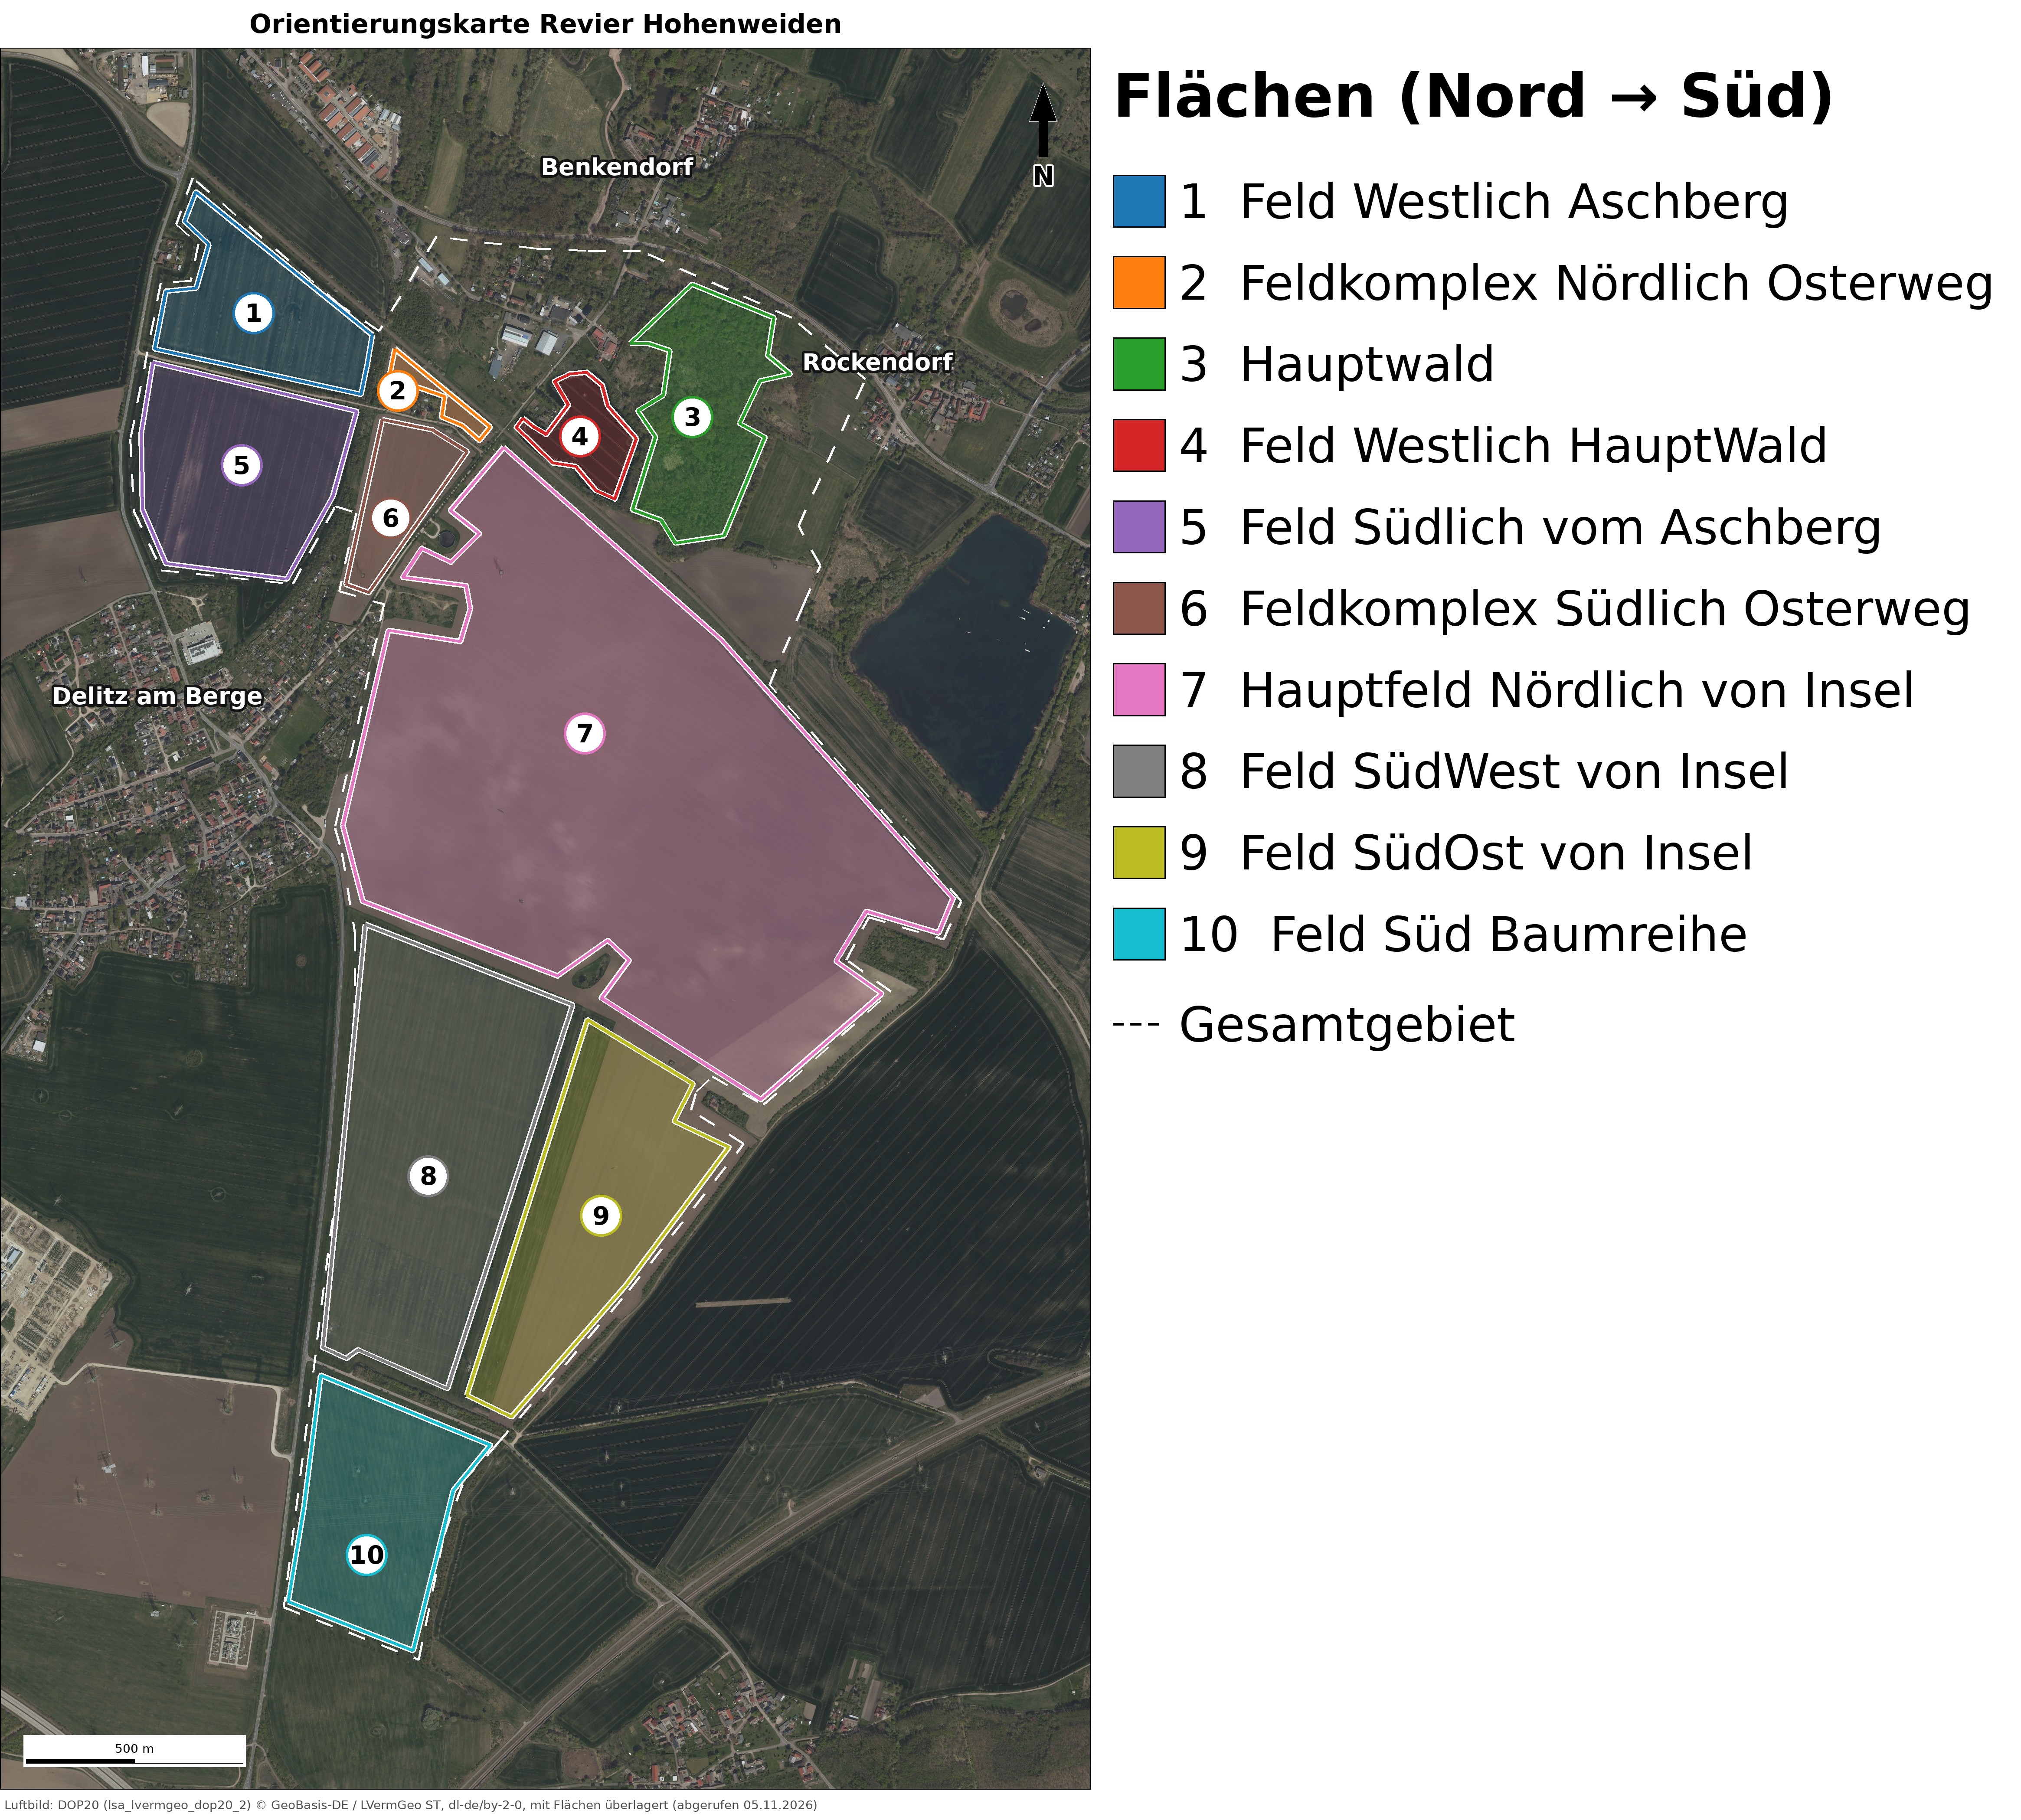 Orientierungskarte Revier Hohenweiden
Benkendorf
N
Rockendorf
Delitz am Berge
1
2
3
4
5
6
7
8
9
10
500 m
Flächen (Nord → Süd)
1 Feld Westlich Aschberg
2 Feldkomplex Nördlich Osterweg
3 Hauptwald
4 Feld Westlich HauptWald
5 Feld Südlich vom Aschberg
6 Feldkomplex Südlich Osterweg
7 Hauptfeld Nördlich von Insel
8 Feld SüdWest von Insel
9 Feld SüdOst von Insel
10 Feld Süd Baumreihe
Gesamtgebiet
Luftbild: DOP20 (lsa_lvermgeo_dop20_2) © GeoBasis-DE / LVermGeo ST, dl-de/by-2-0, mit Flächen überlagert (abgerufen 05.11.2026)